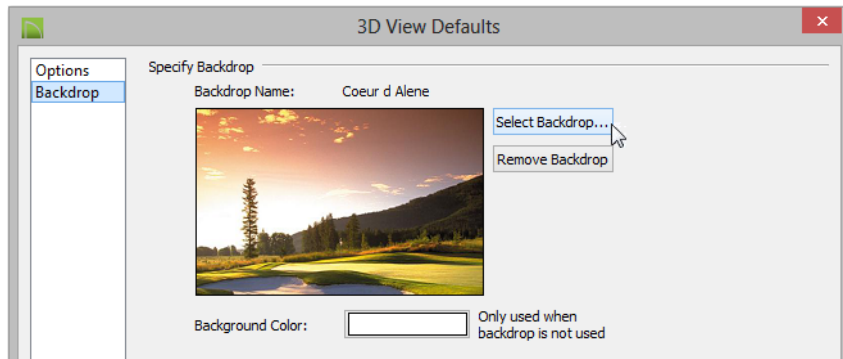 3D View Defaults
Options
Backdrop
Specify Backdrop
Backdrop Name: Coeur d Alene
Select Backdrop...
Remove Backdrop
Background Color:
Only used when
backdrop is not used